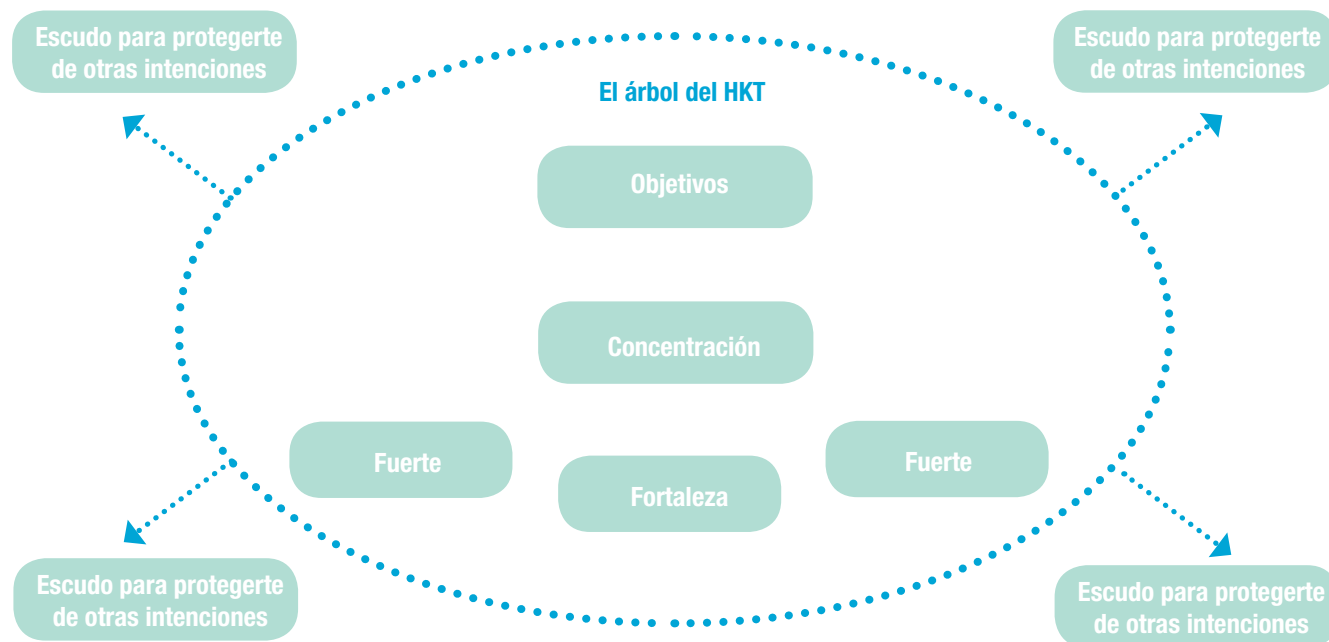 Escudo para protegerte
de otras intenciones
Escudo para protegerte
de otras intenciones
El árbol del HKT
Objetivos
Concentración
Fuerte
Fuerte
Fortaleza
Escudo para protegerte
de otras intenciones
Escudo para protegerte
de otras intenciones